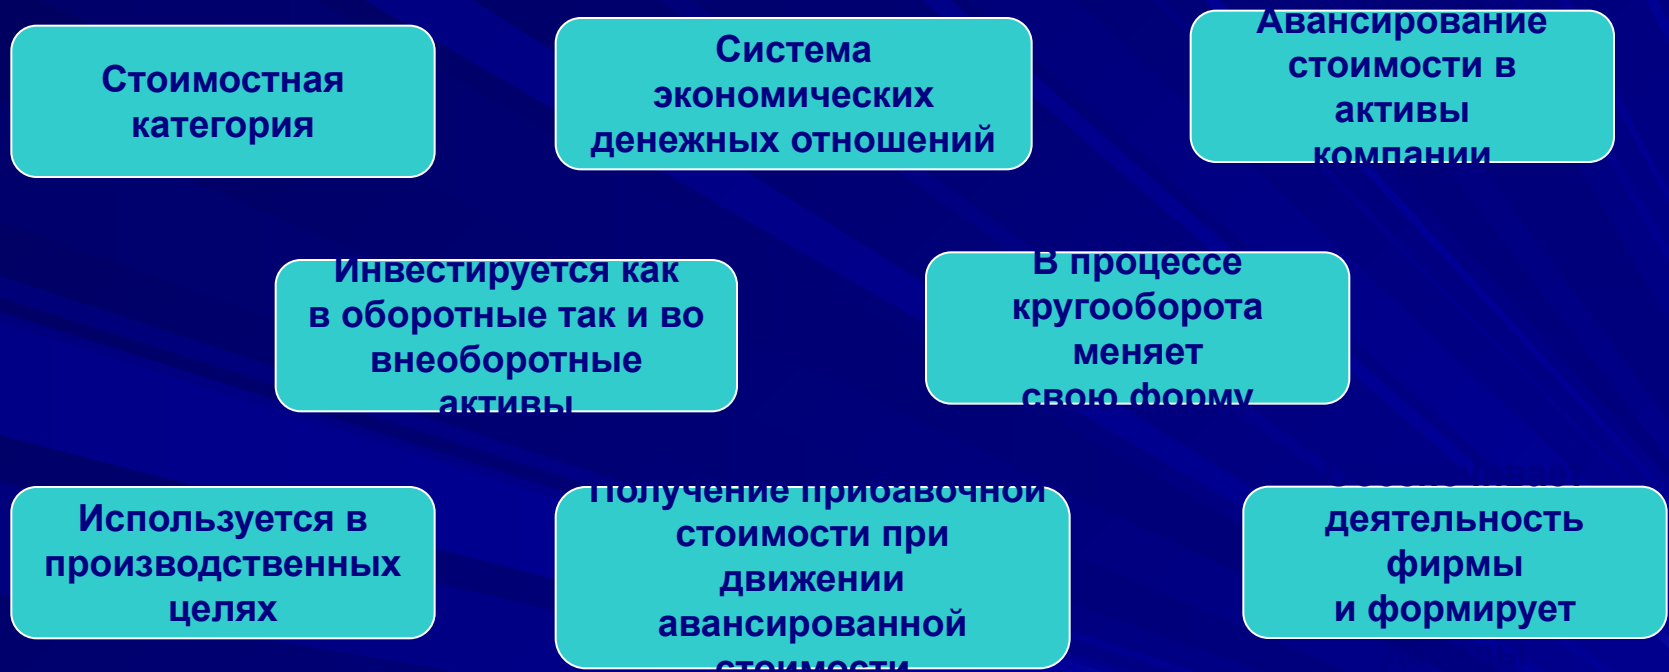 Стоимостная
категория
Система
экономических
денежных отношений
Авансирование
стоимости в
активы
компании
Инвестируется как
в оборотные так и во
внеоборотные
активы
В процессе
кругооборота
меняет
свою форму
Используется в
производственных
целях
Получение прибавочной
стоимости при
движении
авансированной
стоимости
деятельность
фирмы
и формирует